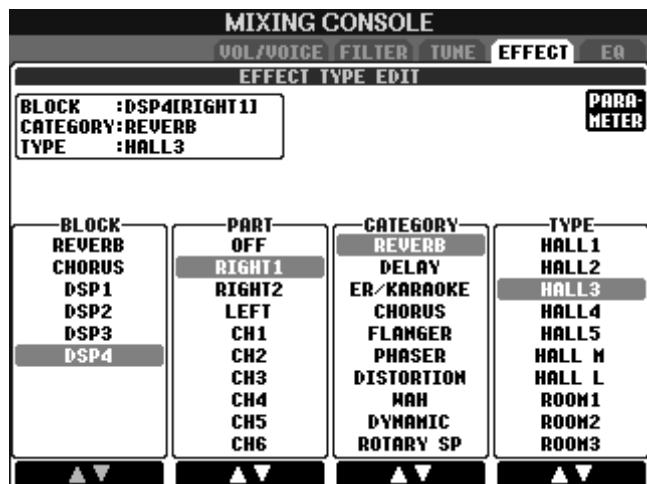 MIXING CONSOLE
VOL/VOICE FILTER TUNE EFFECT EQ
EFFECT TYPE EDIT
BLOCK :DSP4[RIGHT1]
CATEGORY:REVERB
TYPE :HALL3
PARA-
METER
BLOCK
REVERB
CHORUS
DSP1
DSP2
DSP3
DSP4
PART
OFF
RIGHT1
RIGHT2
LEFT
CH1
CH2
CH3
CH4
CH5
CH6
CATEGORY
REVERB
DELAY
ER/KARAOKE
CHORUS
FLANGER
PHASER
DISTORTION
WAH
DYNAMIC
ROTARY SP
TYPE
HALL1
HALL2
HALL3
HALL4
HALL5
HALL M
HALL L
ROOM1
ROOM2
ROOM3